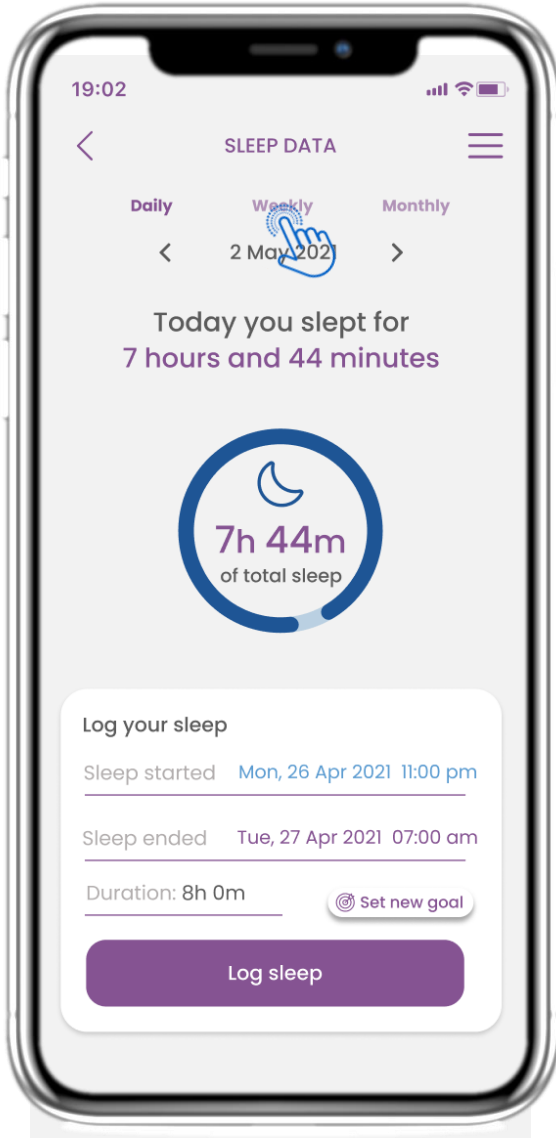 19:02
SLEEP DATA
Daily Weekly Monthly
2 May 2021
Today you slept for
7 hours and 44 minutes
7h 44m
of total sleep
Log your sleep
Sleep started Mon, 26 Apr 2021 11:00 pm
Sleep ended Tue, 27 Apr 2021 07:00 am
Duration: 8h 0m
Set new goal
Log sleep